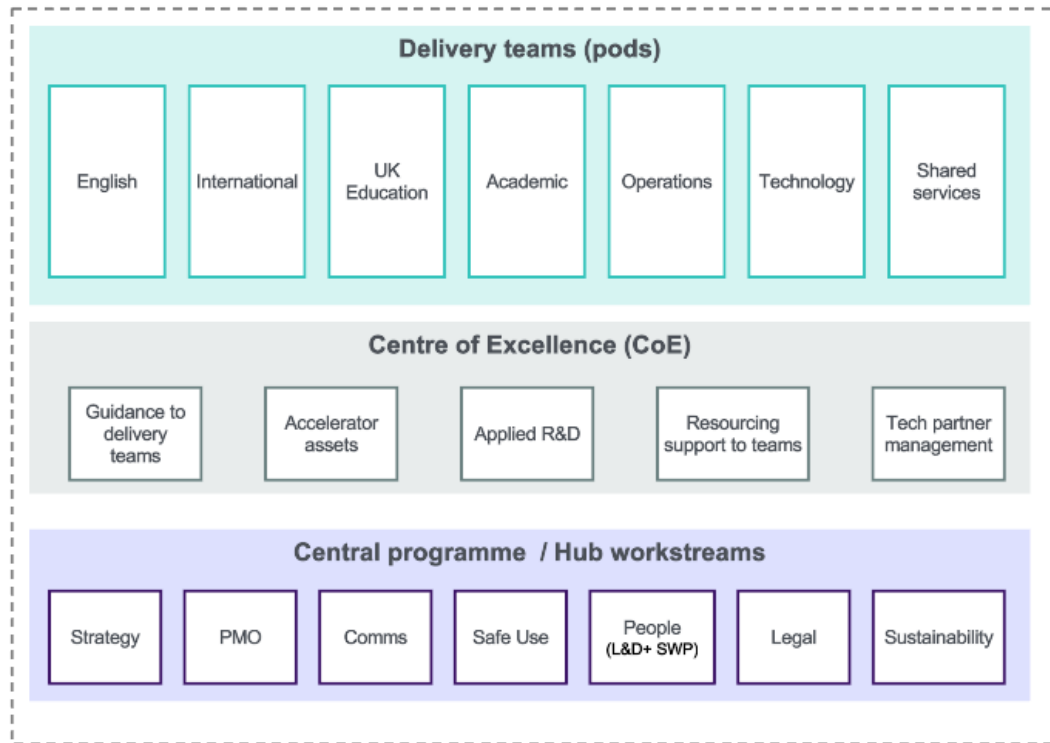 Delivery teams (pods)
English
International
UK
Education
Academic
Operations
Technology
Shared
services
Centre of Excellence (CoE)
Guidance to
delivery
teams
Accelerator
assets
Applied R&D
Resourcing
support to teams
Tech partner
management
Central programme / Hub workstreams
Strategy
PMO
Comms
Safe Use
People
(L&D+ SWP)
Legal
Sustainability